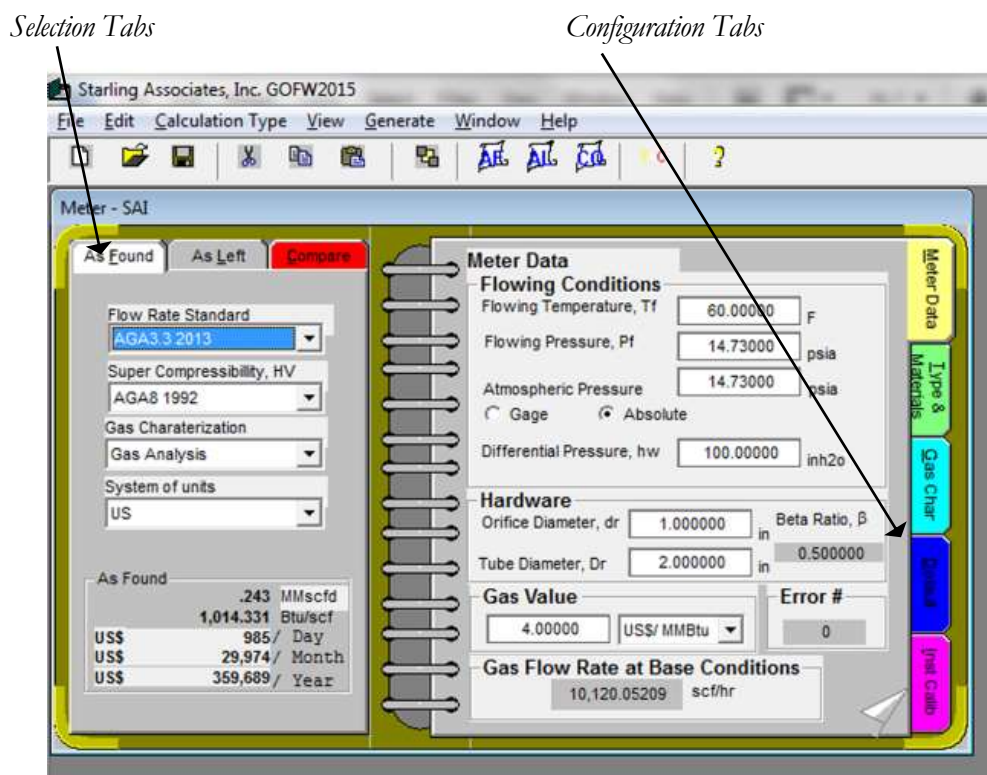 Selection Tabs
Configuration Tabs
Starling Associates, Inc. GOFW2015
File Edit Calculation Type View Generate Window Help
AF. AL. CO.
?
Meter - SAI
As Found As Left Compare
Flow Rate Standard
AGA3.3 2013
Super Compressibility, HV
AGA8 1992
Gas Charaterization
Gas Analysis
System of units
US
As Found
.243 MMscfd
1,014.331 Btu/scf
US$ 985/ Day
US$ 29,974/ Month
US$ 359,689/ Year
Meter Data
Flowing Conditions
Flowing Temperature, Tf 60.00000 F
Flowing Pressure, Pf 14.73000 psia
Atmospheric Pressure 14.73000 psia
Gage Absolute
Differential Pressure, hw 100.00000 inh2o
Hardware
Orifice Diameter, dr 1.000000 in
Beta Ratio, β
0.500000
Tube Diameter, Dr 2.000000 in
Gas Value
4.00000 US$/ MMBtu
Error #
0
Gas Flow Rate at Base Conditions
10,120.05209 scf/hr
Meter Data
Type &
Materials
Gas Char
Default
Inst Calib